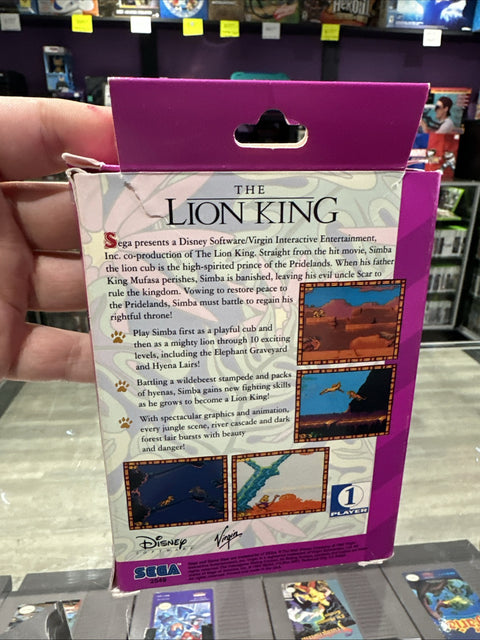 THE
LION KING
Sega presents a Disney Software/Virgin Interactive Entertainment,
Inc. co-production of The Lion King. Straight from the hit movie, Simba
the lion cub is the high-spirited prince of the Pridelands. When his father
King Mufasa perishes, Simba is banished, leaving his evil uncle Scar to
rule the kingdom. Vowing to restore peace to
the Pridelands, Simba must battle to regain his
rightful throne!
Play Simba first as a playful cub and
then as a mighty lion through 10 exciting
levels, including the Elephant Graveyard
and Hyena Lairs!
Battling a wildebeest stampede and packs
of hyenas, Simba gains new fighting skills
as he grows to become a Lion King!
With spectacular graphics and animation,
every jungle scene, river cascade and dark
forest lair bursts with beauty
and danger!
1
PLAYER
Disney
SOFTWARE
Virgin
SEGA